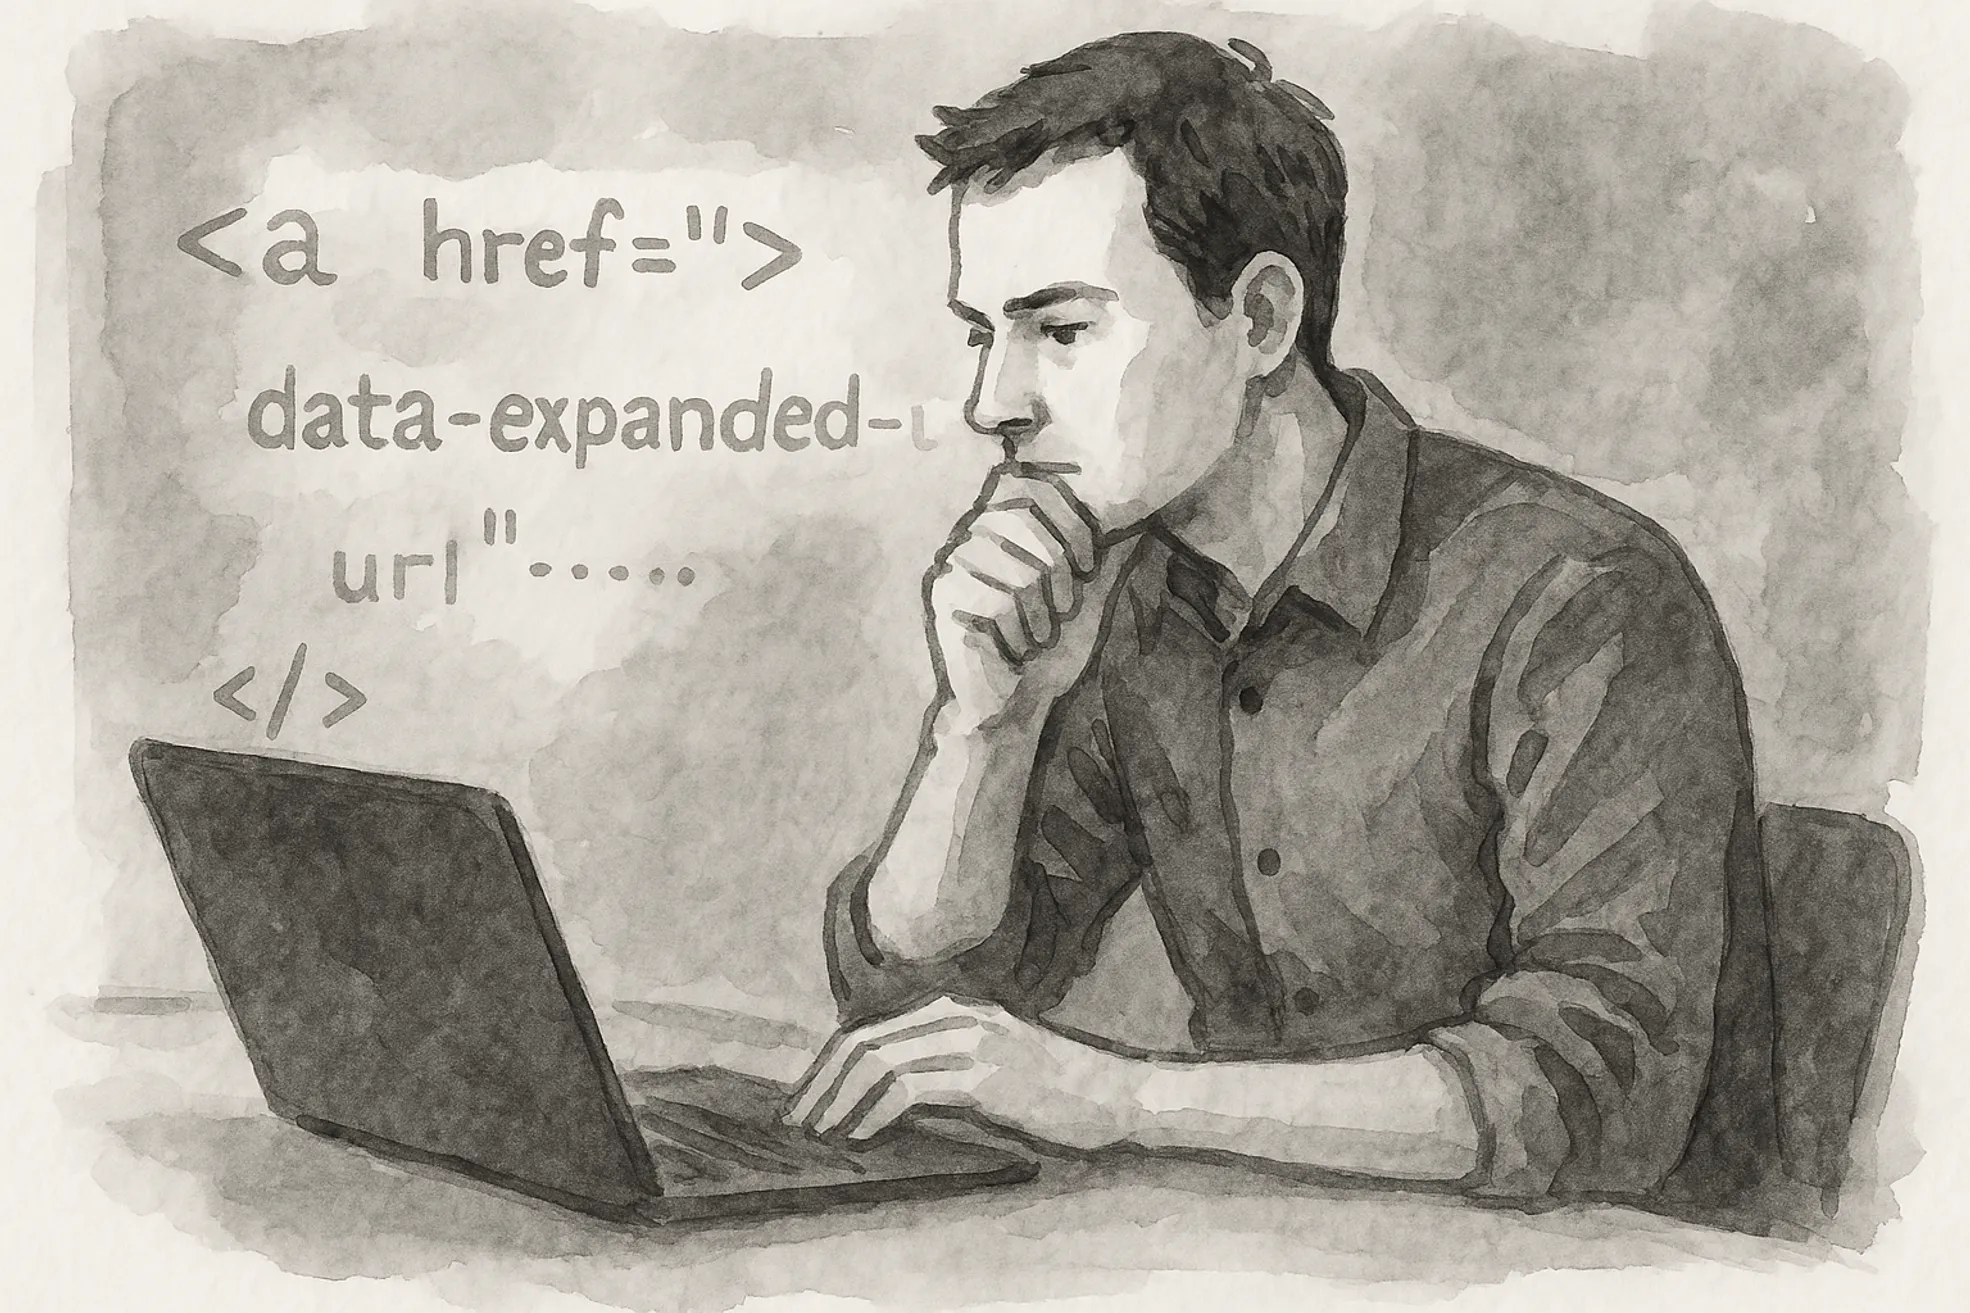 <a href=">
data-expanded-
url"·····
</>